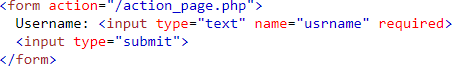 <form action="/action_page.php">
  Username: <input type="text" name="usrname" required>
  <input type="submit">
</form>